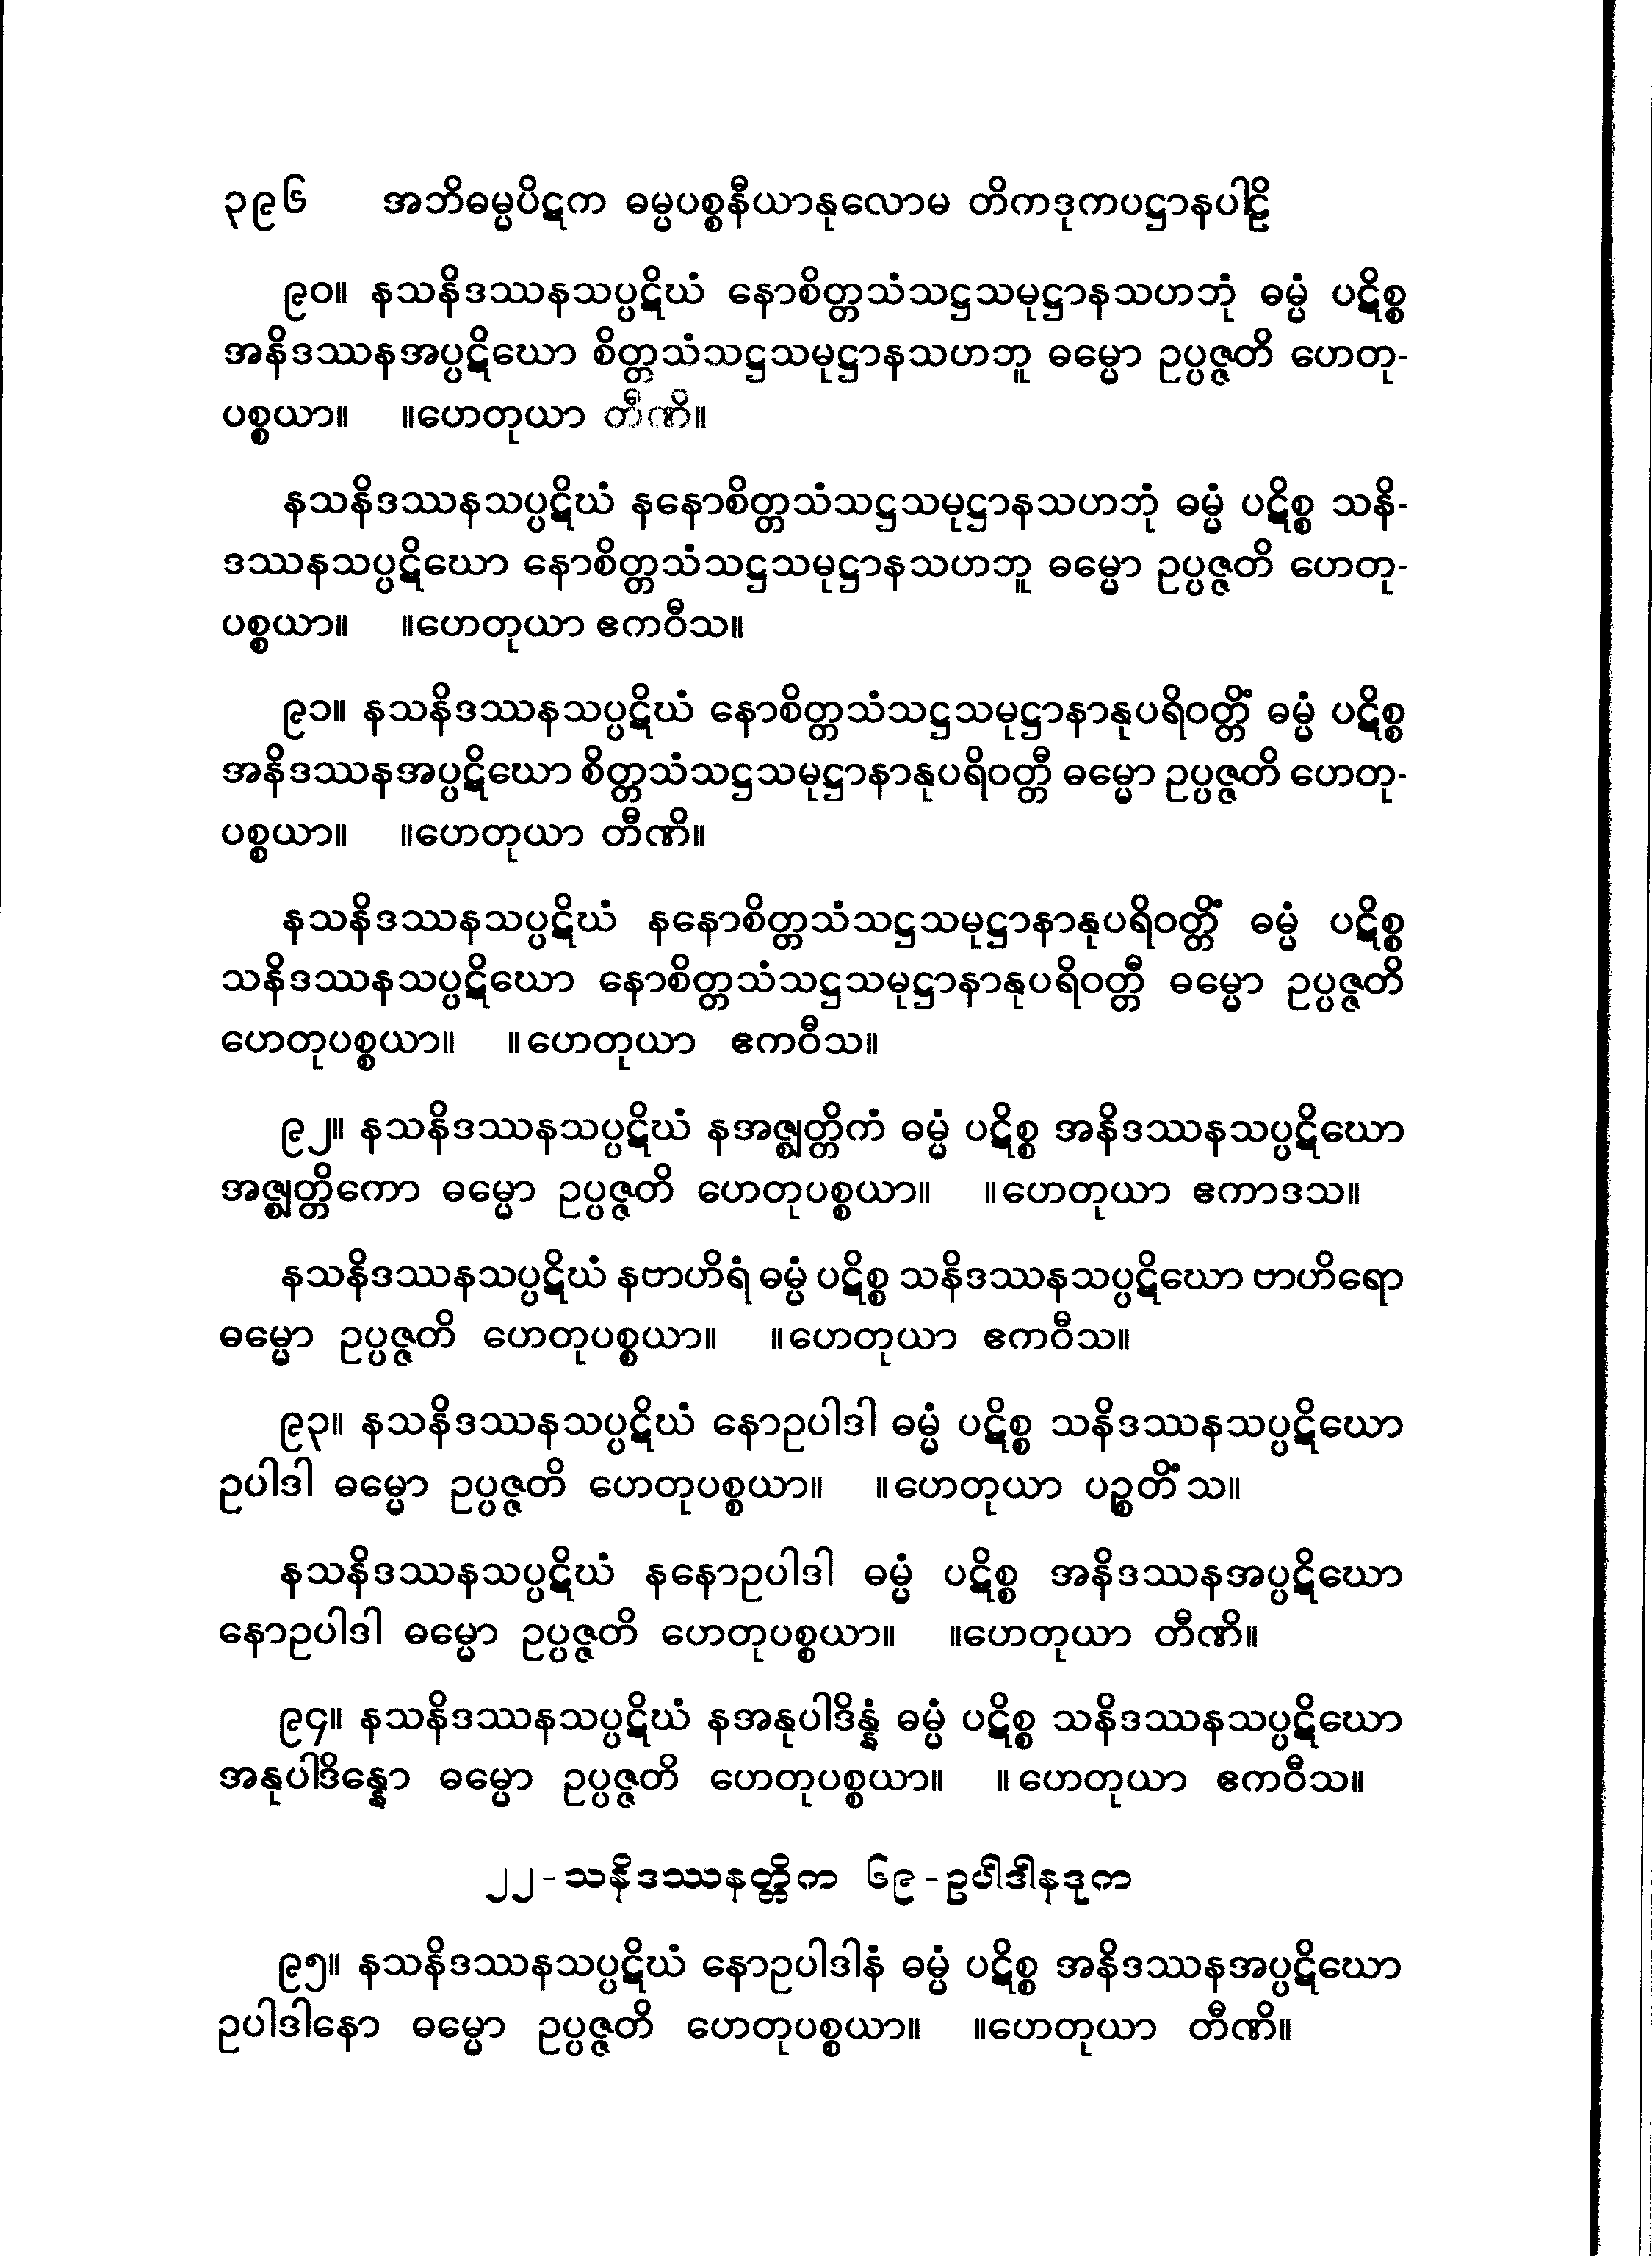 ၃၉၆ အဘိဓမ္မပိဋက ဓမ္မပစ္စနီယာနုလောမ တိကဒုကပဋ္ဌာနပါဠိ
၉၀။ နသနိဒဿနသပ္ပဋိဃံ နောစိတ္တသံသဋ္ဌသမုဋ္ဌာနသဟဘုံ ဓမ္မံ ပဋိစ္စ
အနိဒဿနအပ္ပဋိဃော စိတ္တသံသဋ္ဌသမုဋ္ဌာနသဟဘူ ဓမ္မော ဥပ္ပဇ္ဇတိ ဟေတု-
ပစ္စယာ။ ။ဟေတုယာ တီဏိ။
နသနိဒဿနသပ္ပဋိဃံ နနောစိတ္တသံသဋ္ဌသမုဋ္ဌာနသဟဘုံ ဓမ္မံ ပဋိစ္စ သနိ-
ဒဿနသပ္ပဋိဃော နောစိတ္တသံသဋ္ဌသမုဋ္ဌာနသဟဘူ ဓမ္မော ဥပ္ပဇ္ဇတိ ဟေတု-
ပစ္စယာ။ ။ဟေတုယာ ဧကဝီသ။
၉၁။ နသနိဒဿနသပ္ပဋိဃံ နောစိတ္တသံသဋ္ဌသမုဋ္ဌာနာနုပရိဝတ္တိံ ဓမ္မံ ပဋိစ္စ
အနိဒဿနအပ္ပဋိဃော စိတ္တသံသဋ္ဌသမုဋ္ဌာနာနုပရိဝတ္တီ ဓမ္မော ဥပ္ပဇ္ဇတိ ဟေတု-
ပစ္စယာ။ ။ဟေတုယာ တီဏိ။
နသနိဒဿနသပ္ပဋိဃံ နနောစိတ္တသံသဋ္ဌသမုဋ္ဌာနာနုပရိဝတ္တိံ ဓမ္မံ ပဋိစ္စ
သနိဒဿနသပ္ပဋိဃော နောစိတ္တသံသဋ္ဌသမုဋ္ဌာနာနုပရိဝတ္တီ ဓမ္မော ဥပ္ပဇ္ဇတိ
ဟေတုပစ္စယာ။ ။ဟေတုယာ ဧကဝီသ။
၉၂။ နသနိဒဿနသပ္ပဋိဃံ နအဇ္ဈတ္တိကံ ဓမ္မံ ပဋိစ္စ အနိဒဿနသပ္ပဋိဃော
အဇ္ဈတ္တိကော ဓမ္မော ဥပ္ပဇ္ဇတိ ဟေတုပစ္စယာ။ ။ဟေတုယာ ဧကာဒသ။
နသနိဒဿနသပ္ပဋိဃံ နဗာဟိရံ ဓမ္မံ ပဋိစ္စ သနိဒဿနသပ္ပဋိဃော ဗာဟိရော
ဓမ္မော ဥပ္ပဇ္ဇတိ ဟေတုပစ္စယာ။ ။ဟေတုယာ ဧကဝီသ။
၉၃။ နသနိဒဿနသပ္ပဋိဃံ နောဥပါဒါ ဓမ္မံ ပဋိစ္စ သနိဒဿနသပ္ပဋိဃော
ဥပါဒါ ဓမ္မော ဥပ္ပဇ္ဇတိ ဟေတုပစ္စယာ။ ။ဟေတုယာ ပဉ္စတိံသ။
နသနိဒဿနသပ္ပဋိဃံ နနောဥပါဒါ ဓမ္မံ ပဋိစ္စ အနိဒဿနအပ္ပဋိဃော
နောဥပါဒါ ဓမ္မော ဥပ္ပဇ္ဇတိ ဟေတုပစ္စယာ။ ။ဟေတုယာ တီဏိ။
၉၄။ နသနိဒဿနသပ္ပဋိဃံ နအနုပါဒိန္နံ ဓမ္မံ ပဋိစ္စ သနိဒဿနသပ္ပဋိဃော
အနုပါဒိန္နော ဓမ္မော ဥပ္ပဇ္ဇတိ ဟေတုပစ္စယာ။ ။ဟေတုယာ ဧကဝီသ။
၂၂-သနိဒဿနတ္တိက ၆၉-ဥပါဒါနဒုက
၉၅။ နသနိဒဿနသပ္ပဋိဃံ နောဥပါဒါနံ ဓမ္မံ ပဋိစ္စ အနိဒဿနအပ္ပဋိဃော
ဥပါဒါနော ဓမ္မော ဥပ္ပဇ္ဇတိ ဟေတုပစ္စယာ။ ။ဟေတုယာ တီဏိ။